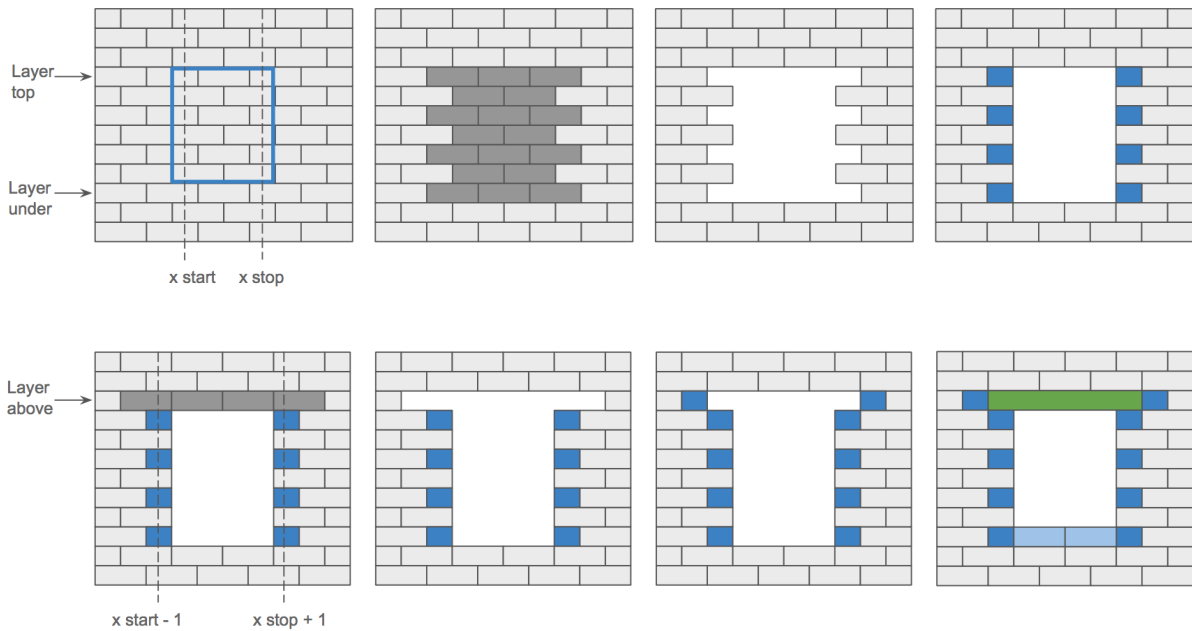 Layer
top
Layer
under
x start
x stop
Layer
above
x start - 1
x stop + 1